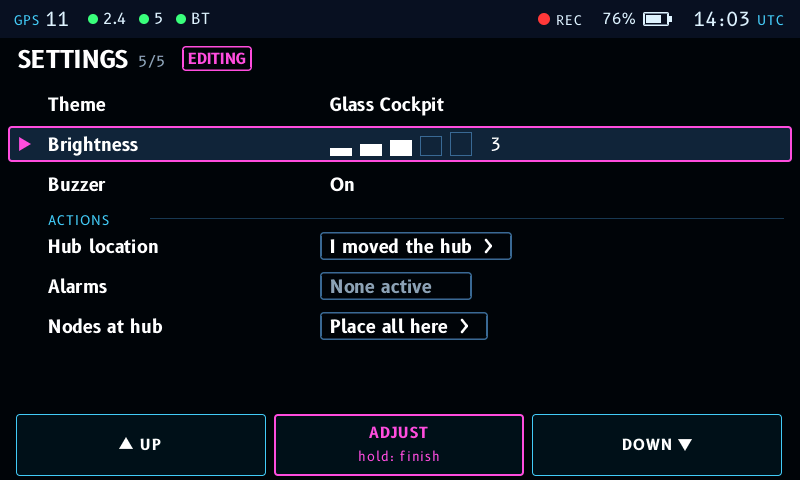 GPS 11 2.4 5 BT REC 76% 14:03 UTC
SETTINGS 5/5 EDITING
Theme Glass Cockpit
Brightness 3
Buzzer On
ACTIONS
Hub location I moved the hub
Alarms None active
Nodes at hub Place all here
UP ADJUST DOWN
hold: finish